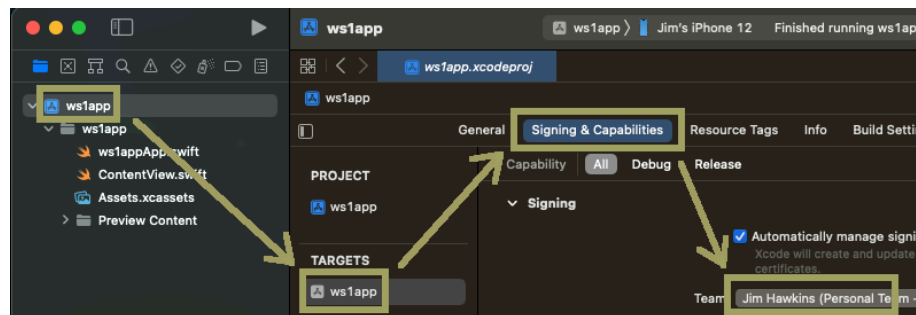 ws1app
ws1app
ws1appApp.swift
ContentView.swift
Assets.xcassets
Preview Content
ws1app
ws1app 〉 Jim's iPhone 12 Finished running ws1ap
ws1app.xcodeproj
ws1app
General Signing & Capabilities Resource Tags Info Build Setti
Capability All Debug Release
PROJECT
ws1app
TARGETS
ws1app
Signing
Automatically manage signi
Xcode will create and update
certificates.
Team Jim Hawkins (Personal Team -